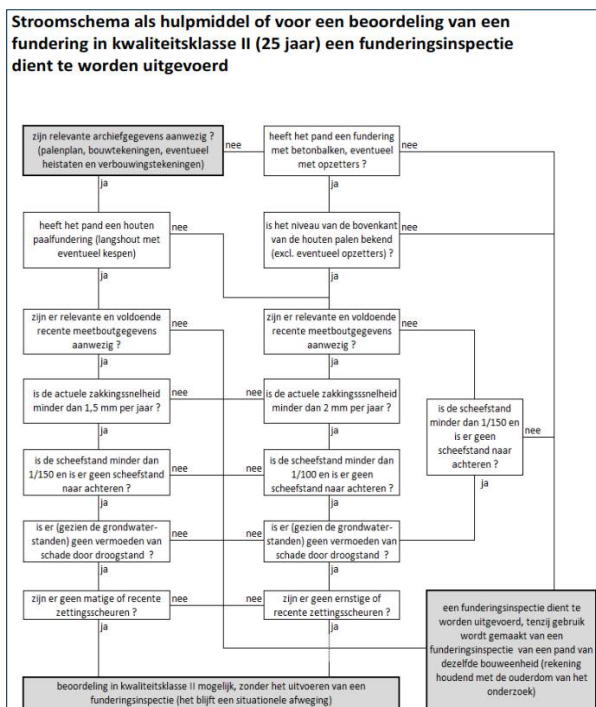 Stroomschema als hulpmiddel of voor een beoordeling van een
fundering in kwaliteitsklasse II (25 jaar) een funderingsinspectie
dient te worden uitgevoerd
zijn relevante archiefgegevens aanwezig ?
(palenplan, bouwtekeningen, eventueel
heistaten en verbouwingstekeningen)
nee
heeft het pand een fundering
met betonbalken, eventueel
met opzetters ?
nee
ja
ja
heeft het pand een houten
paalfundering (langshout met
eventueel kespen)
nee
is het niveau van de bovenkant
van de houten palen bekend
(excl. eventueel opzetters) ?
nee
ja
ja
zijn er relevante en voldoende
recente meetboutgegevens
aanwezig ?
nee
zijn er relevante en voldoende
recente meetboutgegevens
aanwezig ?
nee
ja
ja
is de actuele zakkingssnelheid
minder dan 1,5 mm per jaar ?
nee
nee
is de actuele zakkingsssnelheid
minder dan 2 mm per jaar ?
is de scheefstand
minder dan 1/150 en
is er geen
scheefstand naar
achteren ?
nee
ja
ja
ja
is de scheefstand minder dan
1/150 en is er geen scheefstand
naar achteren ?
nee
nee
is de scheefstand minder dan
1/100 en is er geen
scheefstand naar achteren ?
ja
ja
is er (gezien de grondwater-
standen) geen vermoeden van
schade door droogstand ?
nee
nee
is er (gezien de grondwater-
standen) geen vermoeden van
schade door droogstand ?
ja
ja
zijn er geen matige of recente
zettingsscheuren ?
nee
nee
zijn er geen ernstige of
recente zettingsscheuren ?
ja
ja
een funderingsinspectie dient te
worden uitgevoerd, tenzij gebruik
wordt gemaakt van een
funderingsinspectie van een pand van
dezelfde bouweenheid (rekening
houdend met de ouderdom van het
onderzoek)
beoordeling in kwaliteitsklasse II mogelijk, zonder het uitvoeren van een
funderingsinspectie (het blijft een situationele afweging)